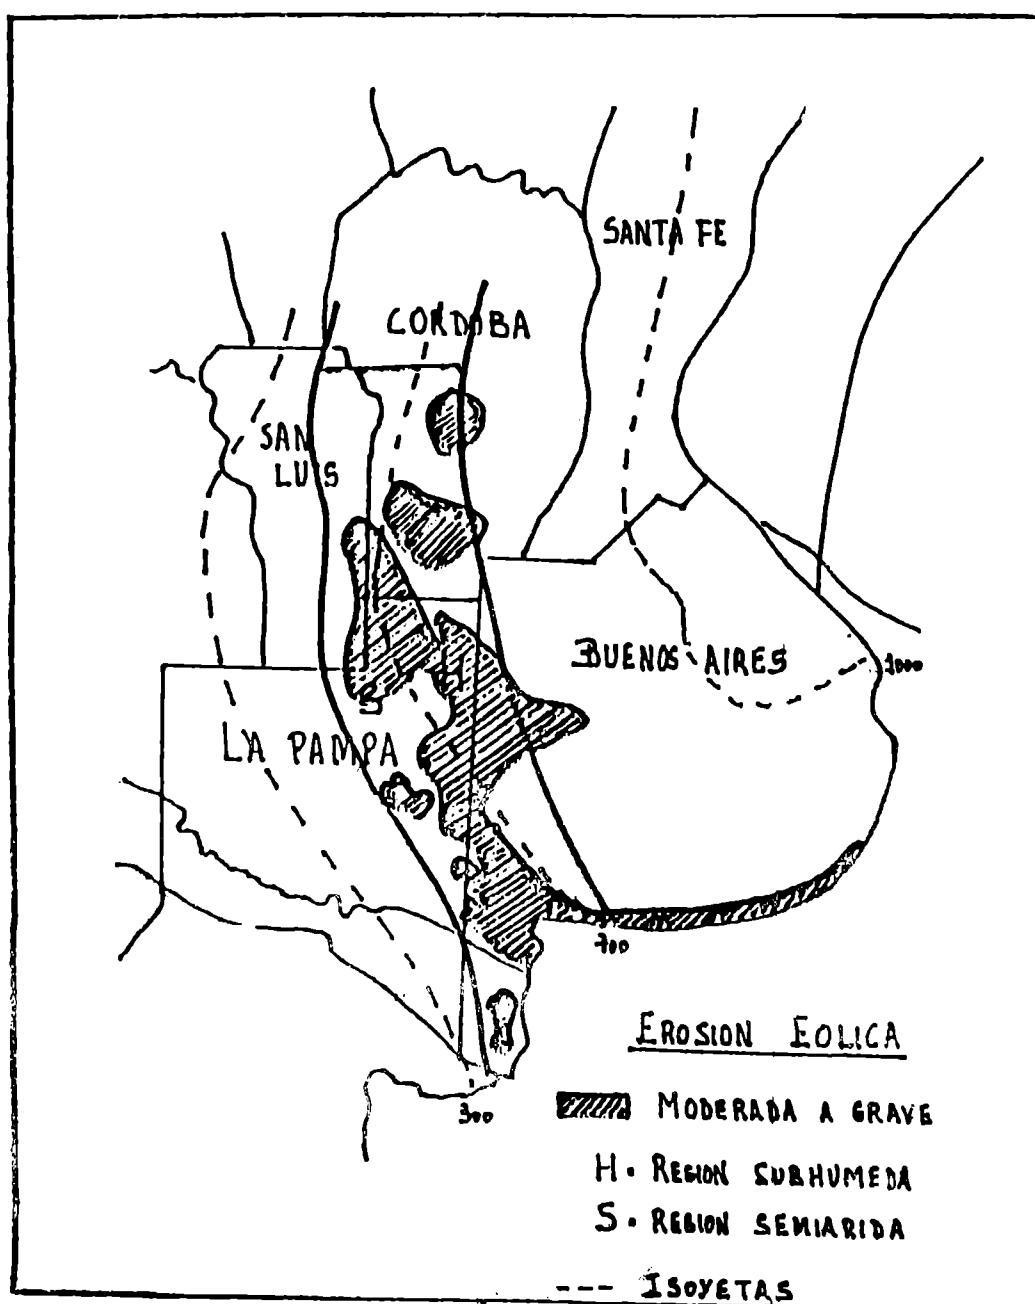 SANTA FE
CORDOBA
SAN
LUIS
BUENOS AIRES
1000
S
LA PAMPA
700
300
EROSION EOLICA
MODERADA A GRAVE
H. REGION SUBHUMEDA
S. REGION SEMIARIDA
--- ISOYETAS